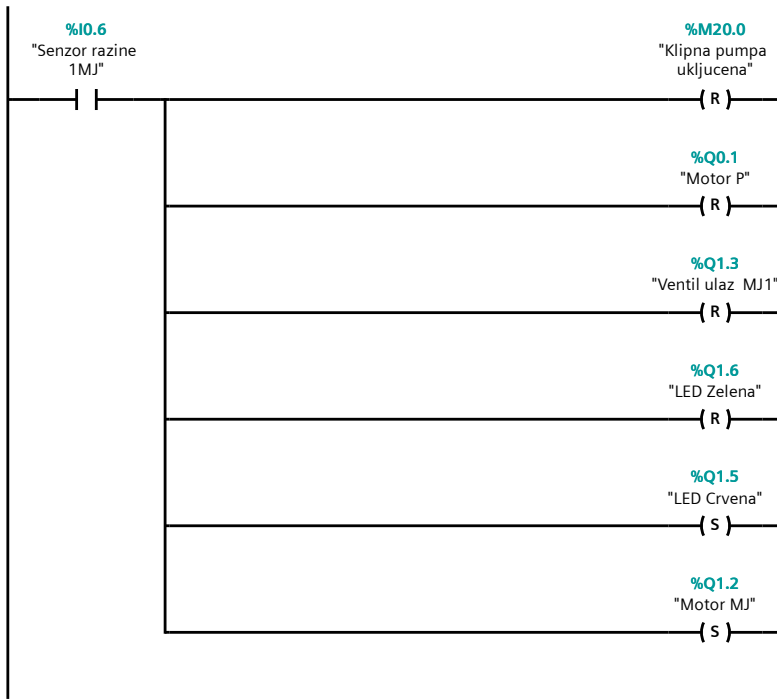 %I0.6
"Senzor razine
1MJ"
%M20.0
"Klipna pumpa
ukljucena"
( R )
%Q0.1
"Motor P"
( R )
%Q1.3
"Ventil ulaz  MJ1"
( R )
%Q1.6
"LED Zelena"
( R )
%Q1.5
"LED Crvena"
( S )
%Q1.2
"Motor MJ"
( S )